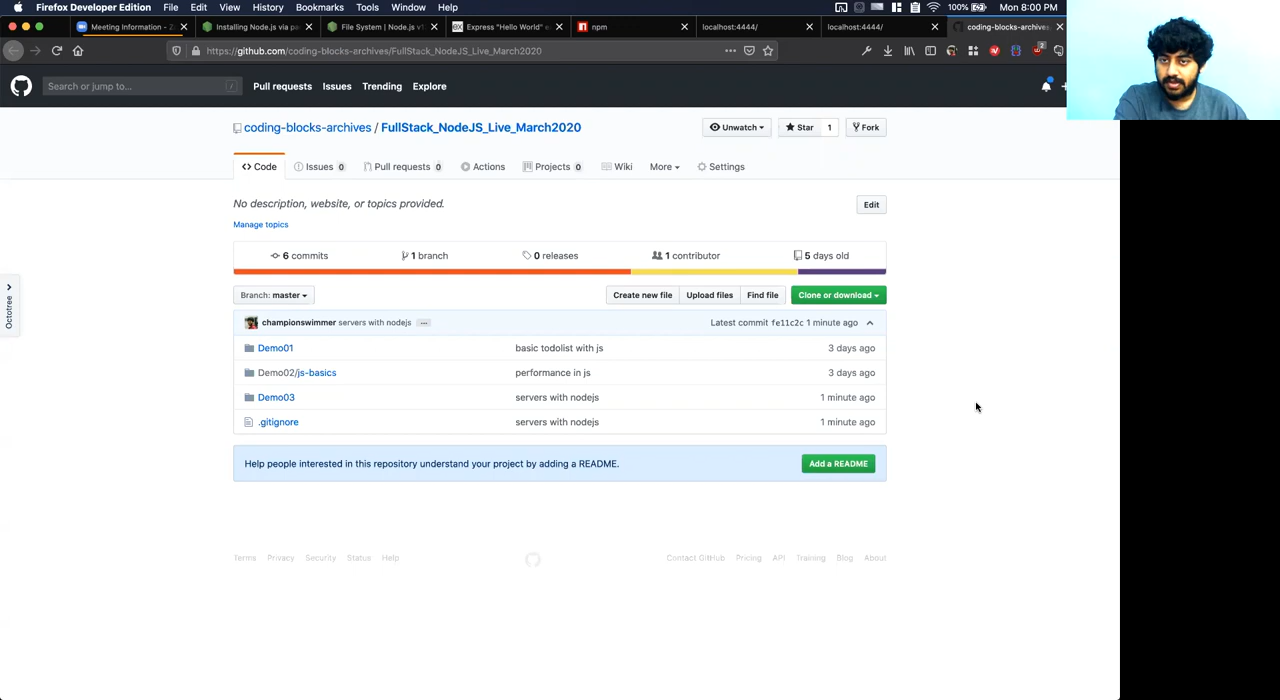 Firefox Developer Edition File Edit View History Bookmarks Tools Window Help 100% Mon 8:00 PM
Meeting Information - Z Installing Node.js via pa File System | Node.js v1 EX Express "Hello World" e npm localhost:4444/ localhost:4444/ coding-blocks-archives
https://github.com/coding-blocks-archives/FullStack_NodeJS_Live_March2020 2
Search or jump to... / Pull requests Issues Trending Explore
coding-blocks-archives / FullStack_NodeJS_Live_March2020 Unwatch Star 1 Fork
Code Issues 0 Pull requests 0 Actions Projects 0 Wiki More Settings
No description, website, or topics provided. Edit
Manage topics
6 commits 1 branch 0 releases 1 contributor 5 days old
Branch: master Create new file Upload files Find file Clone or download
championswimmer servers with nodejs ... Latest commit fe11c2c 1 minute ago
Demo01 basic todolist with js 3 days ago
Demo02/js-basics performance in js 3 days ago
Demo03 servers with nodejs 1 minute ago
.gitignore servers with nodejs 1 minute ago
Help people interested in this repository understand your project by adding a README. Add a README
Terms Privacy Security Status Help Contact GitHub Pricing API Training Blog About
Octotree